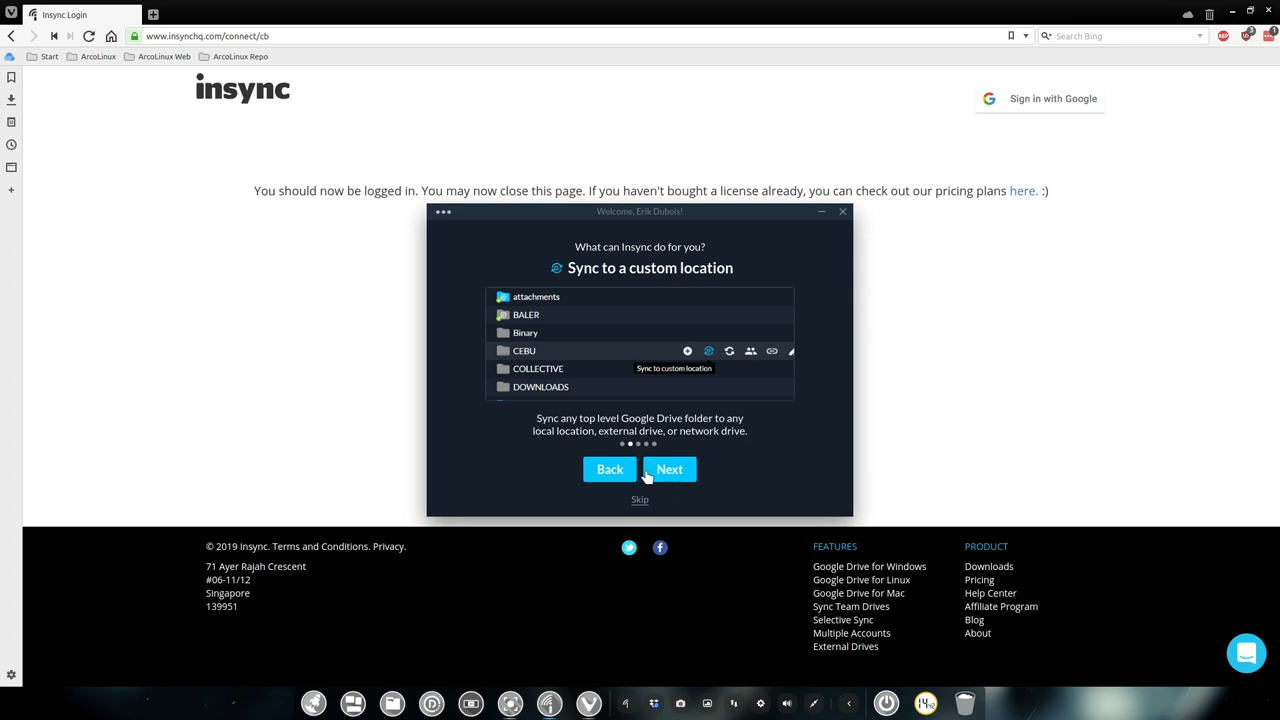 Insync Login
www.insynchq.com/connect/cb
Search Bing
ABP
3
1
Start
ArcoLinux
ArcoLinux Web
ArcoLinux Repo
insync
Sign in with Google
You should now be logged in. You may now close this page. If you haven't bought a license already, you can check out our pricing plans here. :)
Welcome, Erik Dubois!
What can Insync do for you?
Sync to a custom location
attachments
BALER
Binary
CEBU
Sync to custom location
COLLECTIVE
DOWNLOADS
Sync any top level Google Drive folder to any
local location, external drive, or network drive.
Back
Next
Skip
© 2019 Insync. Terms and Conditions. Privacy.
71 Ayer Rajah Crescent
#06-11/12
Singapore
139951
FEATURES
Google Drive for Windows
Google Drive for Linux
Google Drive for Mac
Sync Team Drives
Selective Sync
Multiple Accounts
External Drives
PRODUCT
Downloads
Pricing
Help Center
Affiliate Program
Blog
About